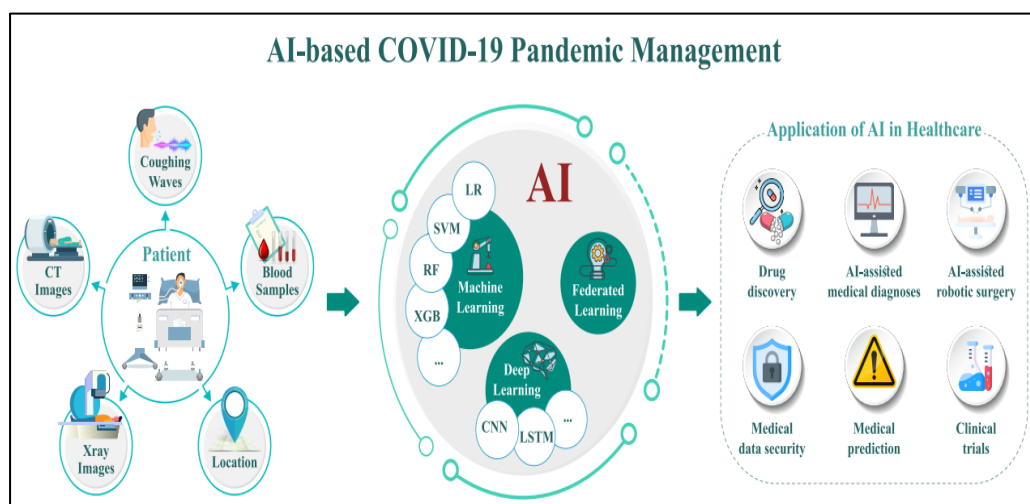 AI-based COVID-19 Pandemic Management
Coughing
Waves
CT
Images
Patient
Blood
Samples
Xray
Images
Location
AI
LR
SVM
RF
XGB
...
Machine
Learning
Federated
Learning
Deep
Learning
CNN
LSTM
...
Application of AI in Healthcare
Drug
discovery
AI-assisted
medical diagnoses
AI-assisted
robotic surgery
Medical
data security
Medical
prediction
Clinical
trials